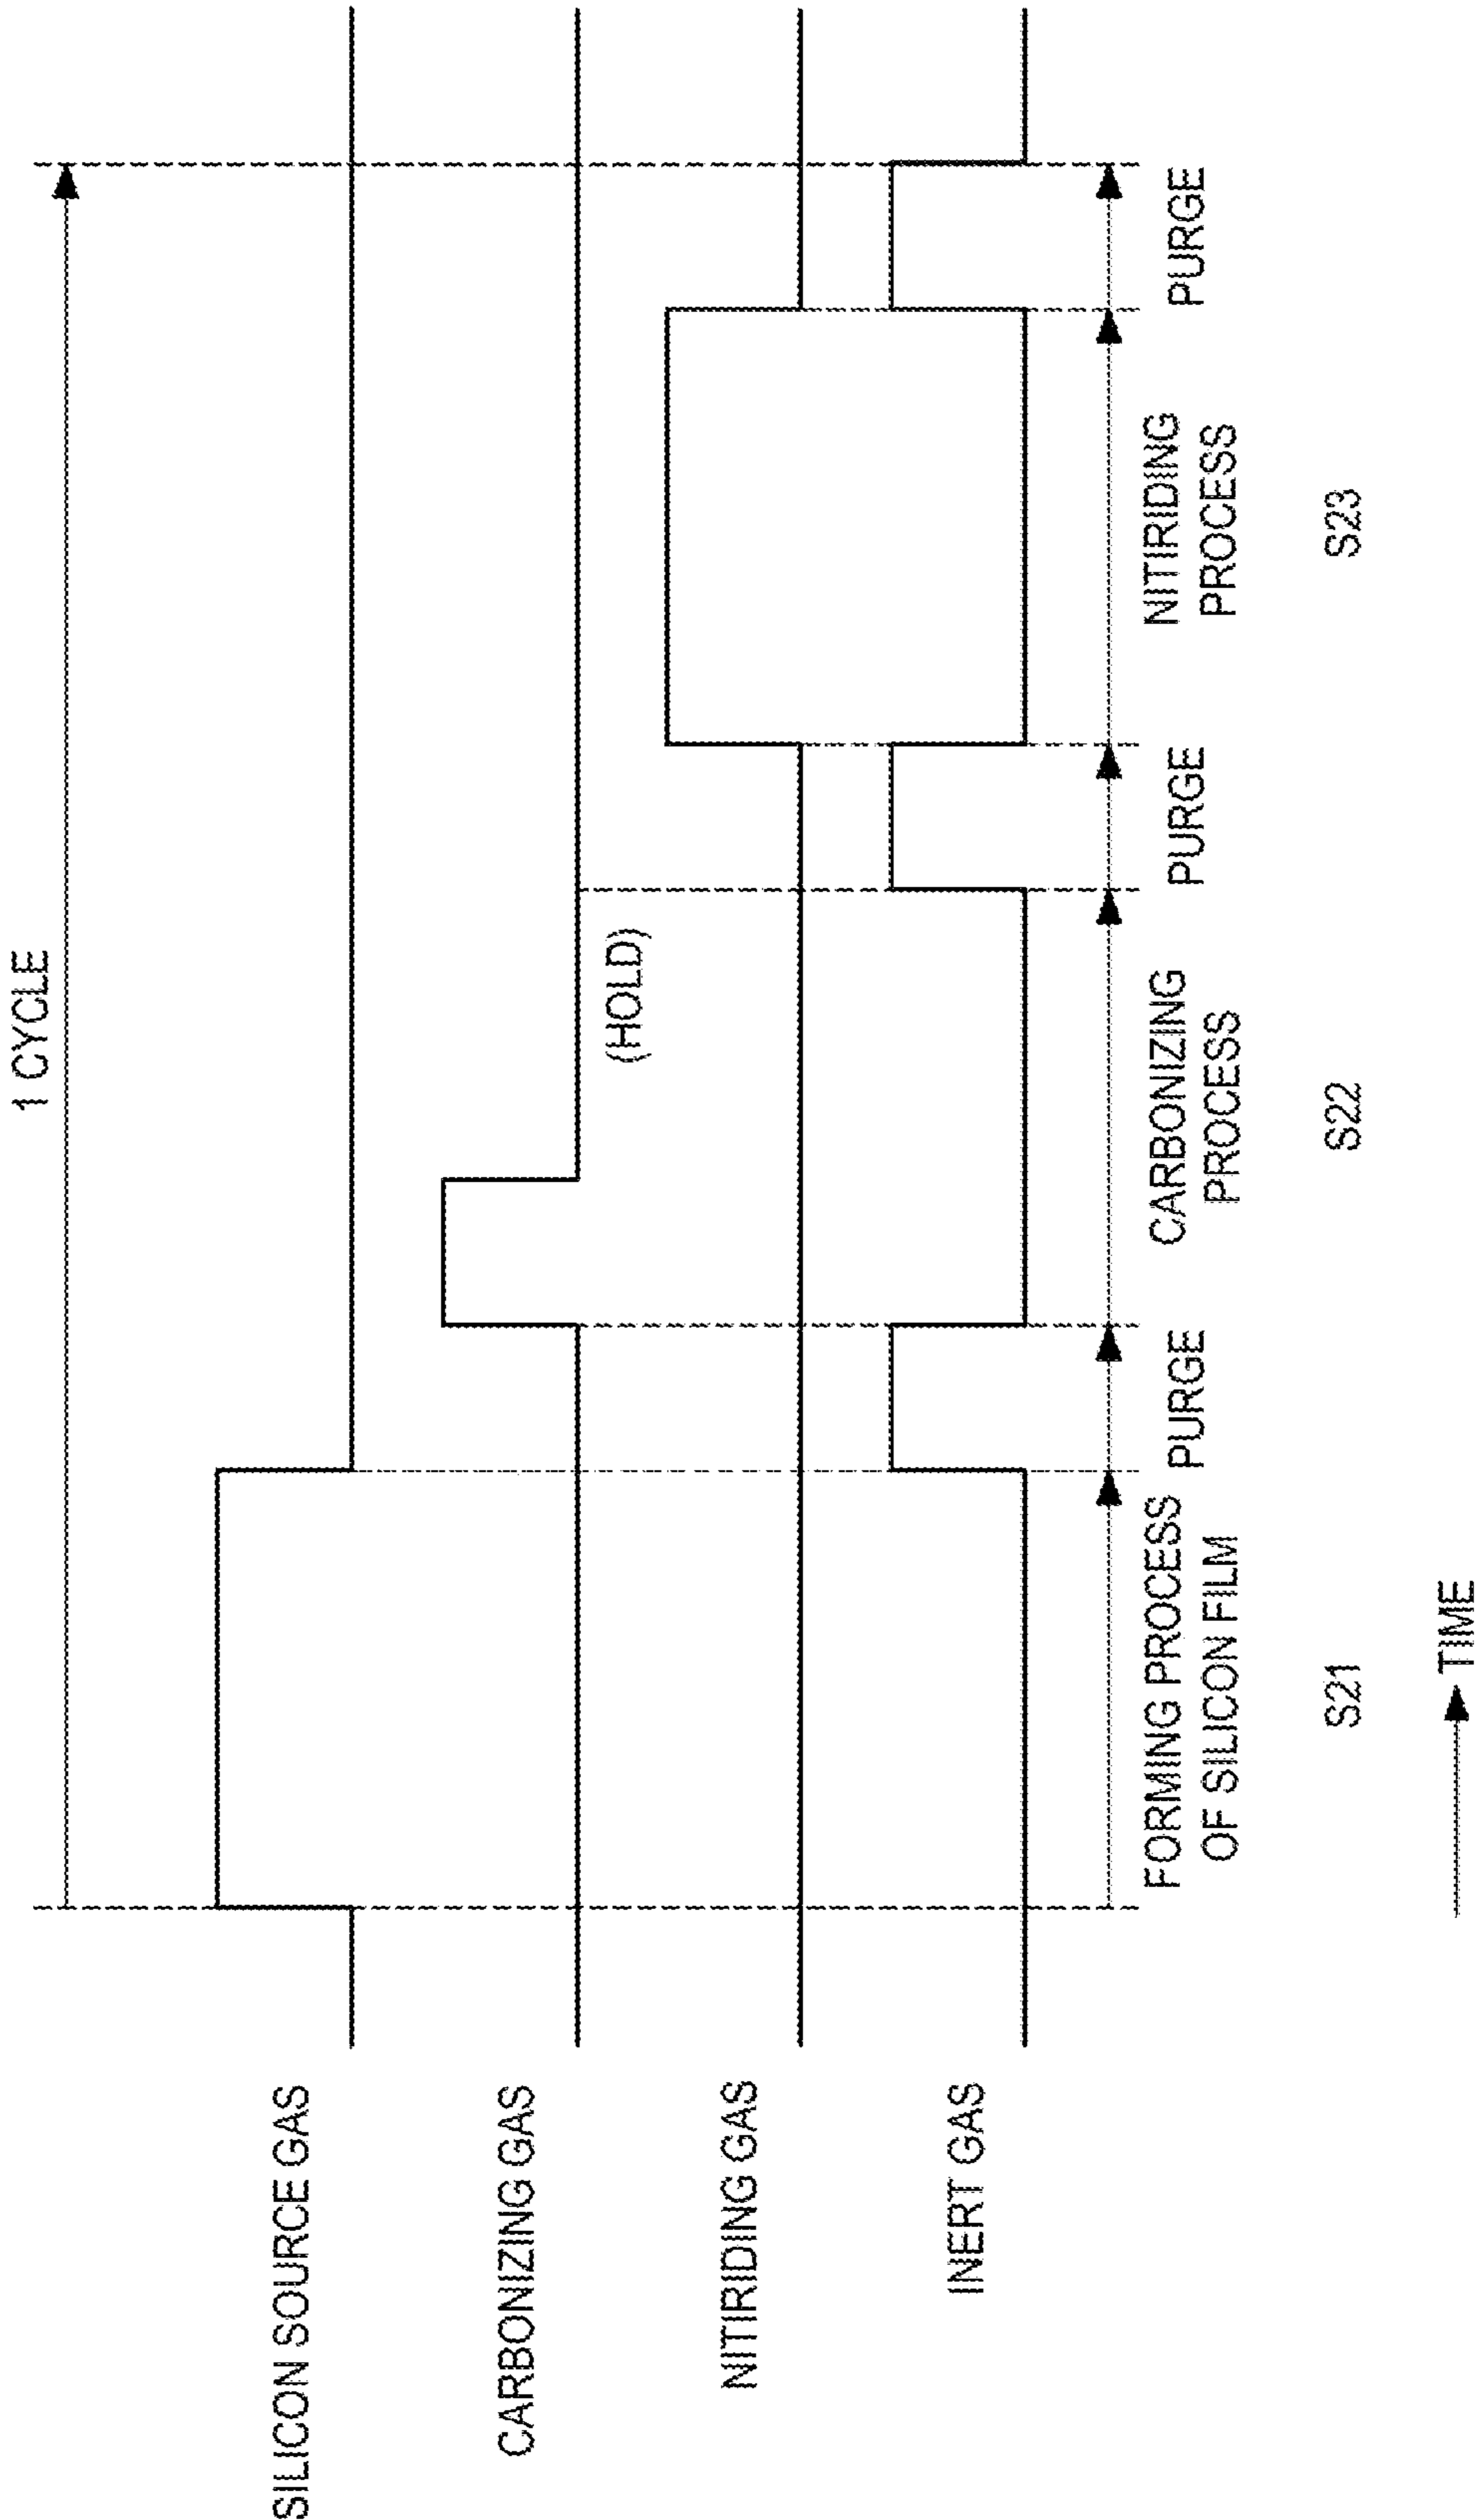 1 CYCLE
SILICON SOURCE GAS
CARBONIZING GAS
(HOLD)
NITIRIDING GAS
INERT GAS
FORMING PROCESS
OF SILICON FILM
PURGE
CARBONIZING
PROCESS
PURGE
NITIRIDING
PROCESS
PURGE
S21
S22
S23
TIME